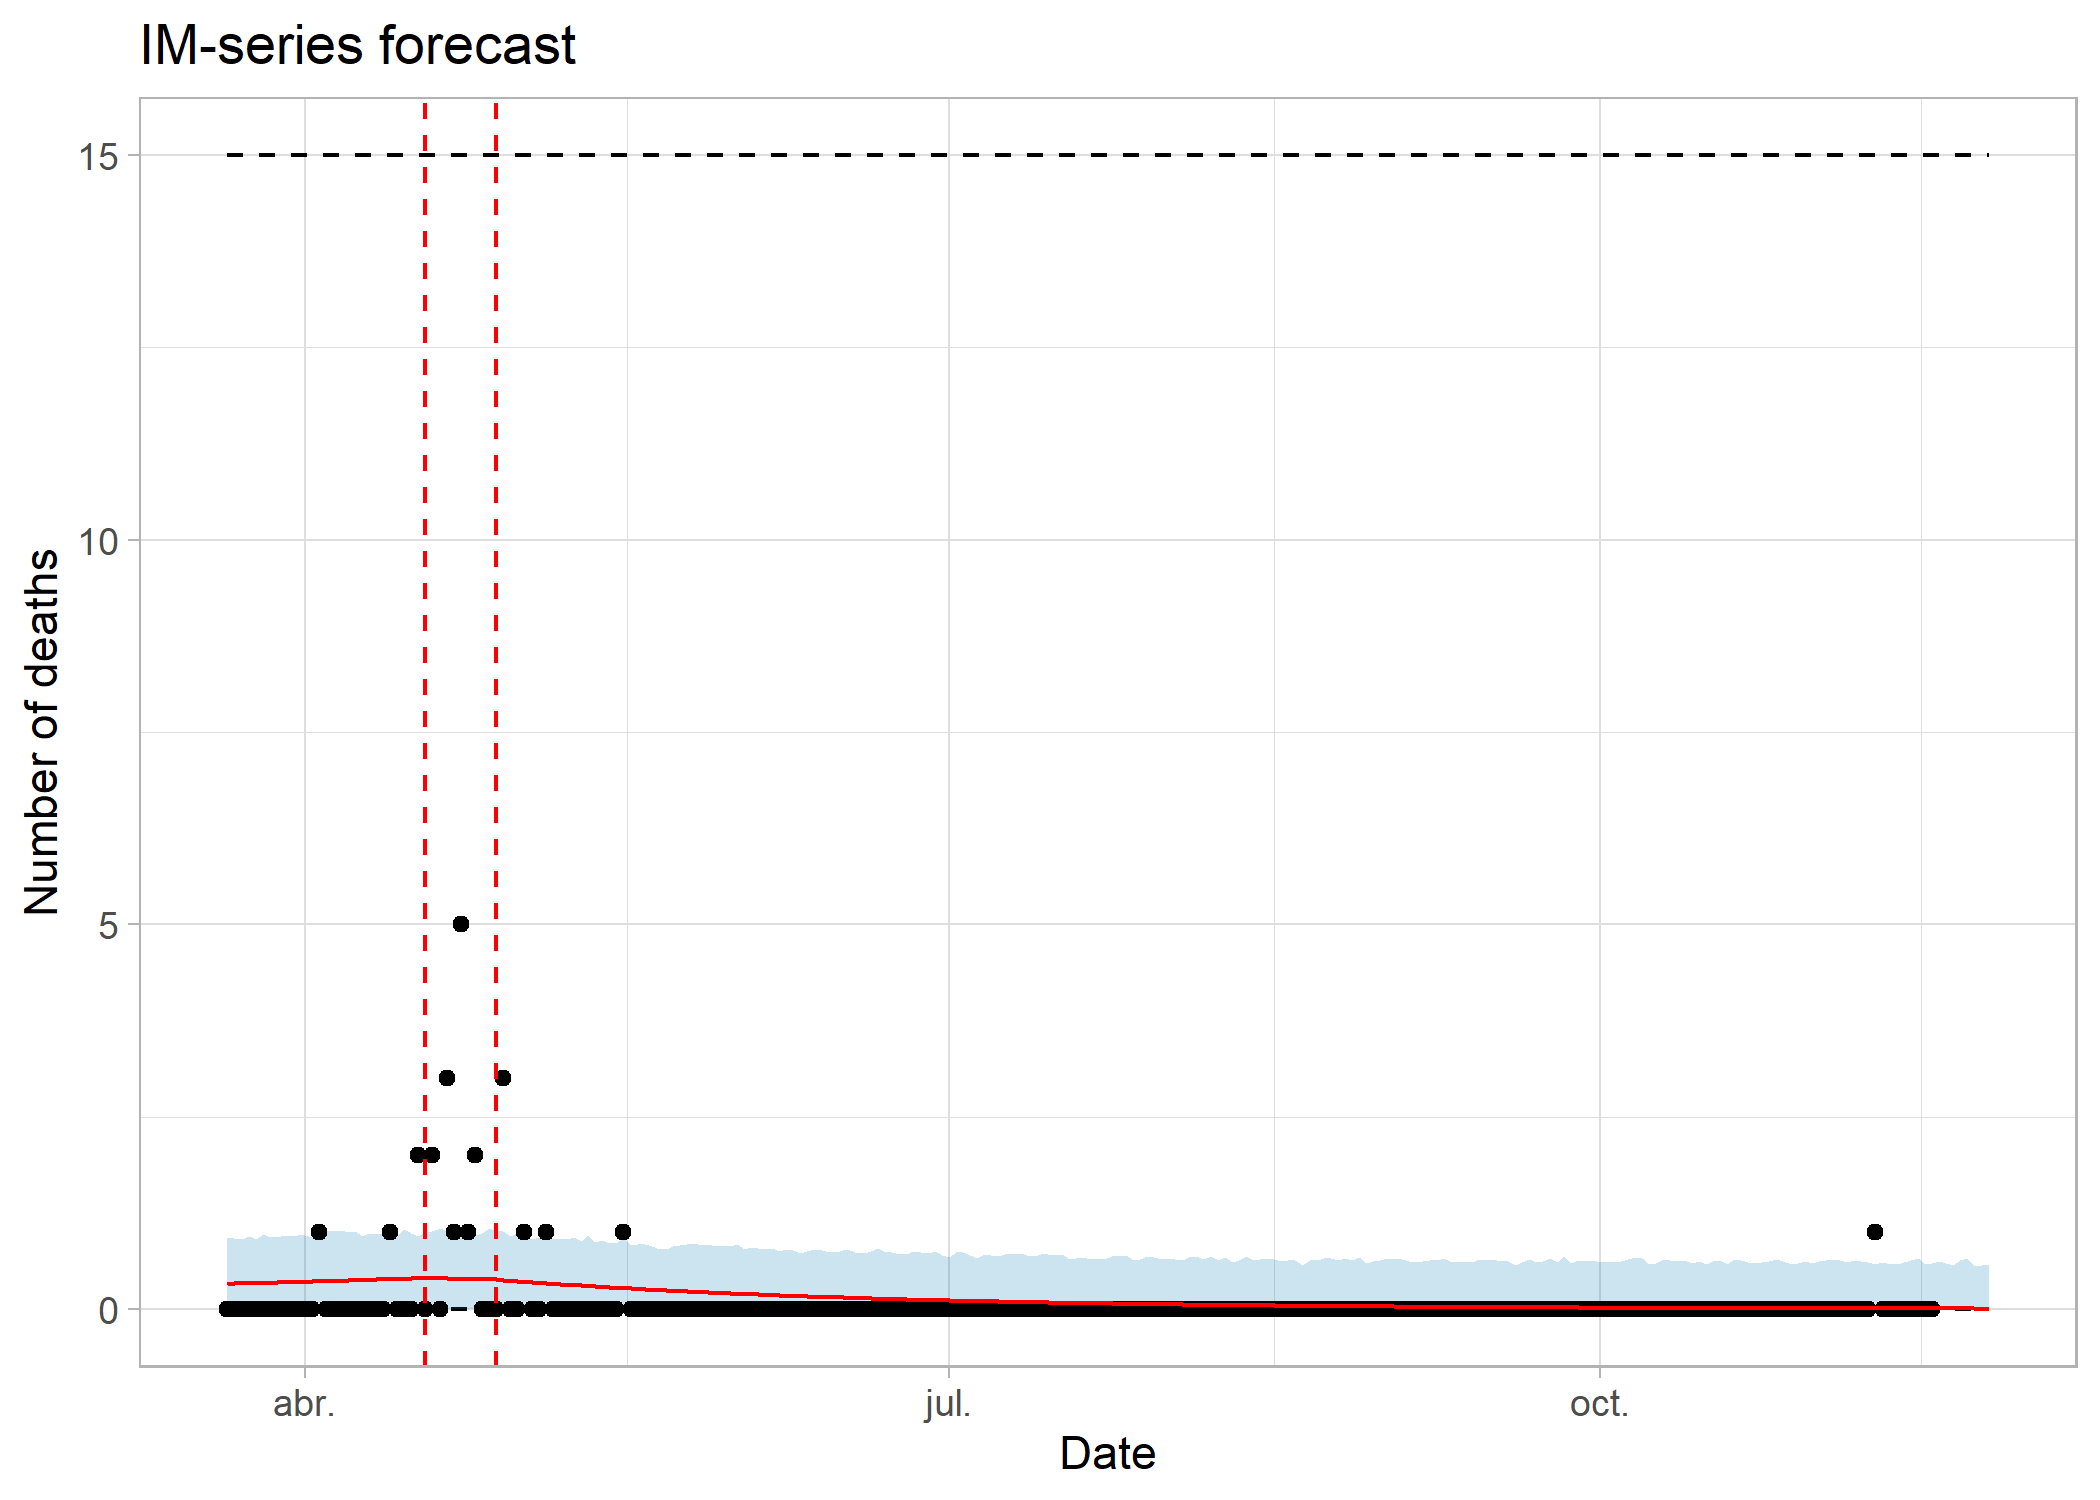 IM-series forecast
15
10
5
0
Number of deaths
abr.
jul.
oct.
Date